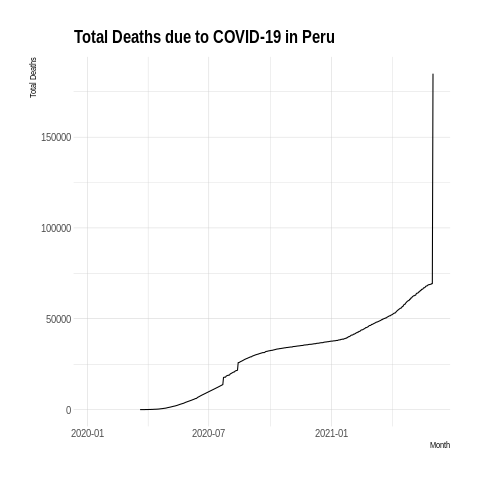 Total Deaths due to COVID-19 in Peru
Total Deaths
150000
100000
50000
0
2020-01
2020-07
2021-01
Month